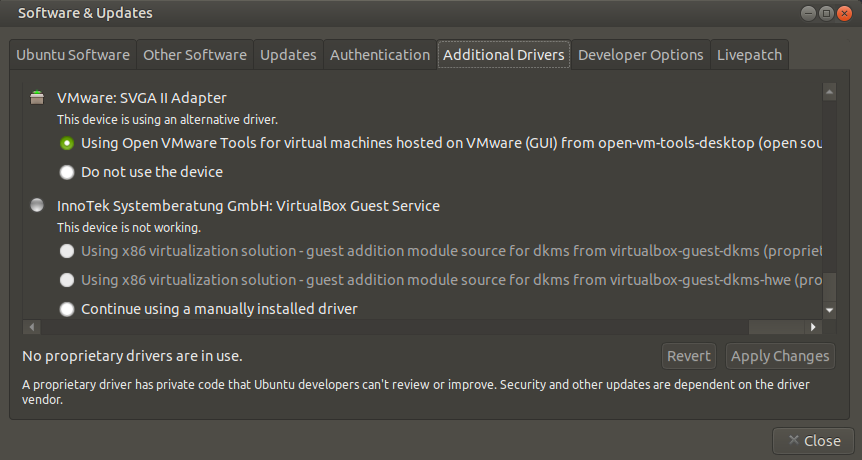 Software & Updates
Ubuntu Software Other Software Updates Authentication Additional Drivers Developer Options Livepatch
VMware: SVGA II Adapter
This device is using an alternative driver.
Using Open VMware Tools for virtual machines hosted on VMware (GUI) from open-vm-tools-desktop (open sou
Do not use the device
InnoTek Systemberatung GmbH: VirtualBox Guest Service
This device is not working.
Using x86 virtualization solution - guest addition module source for dkms from virtualbox-guest-dkms (propriet
Using x86 virtualization solution - guest addition module source for dkms from virtualbox-guest-dkms-hwe (pro
Continue using a manually installed driver
No proprietary drivers are in use.
Revert Apply Changes
A proprietary driver has private code that Ubuntu developers can't review or improve. Security and other updates are dependent on the driver
vendor.
Close